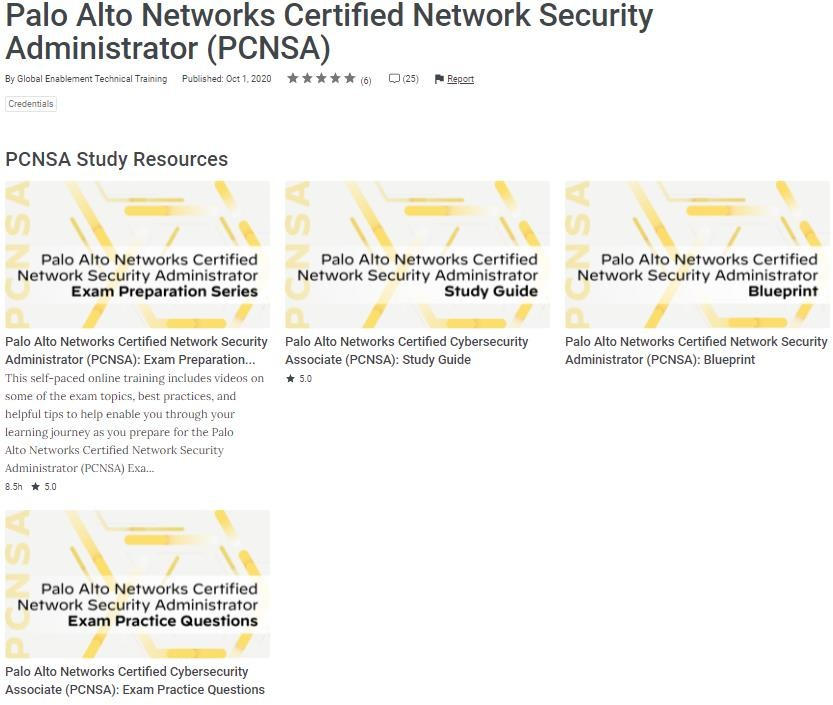 Palo Alto Networks Certified Network Security
Administrator (PCNSA)
By Global Enablement Technical Training Published: Oct 1, 2020 (6) (25) Report
Credentials
PCNSA Study Resources
PCNSA
Palo Alto Networks Certified
Network Security Administrator
Exam Preparation Series
Palo Alto Networks Certified Network Security
Administrator (PCNSA): Exam Preparation...
This self-paced online training includes videos on
some of the exam topics, best practices, and
helpful tips to help enable you through your
learning journey as you prepare for the Palo
Alto Networks Certified Network Security
Administrator (PCNSA) Exa...
8.5h ★ 5.0
PCNSA
Palo Alto Networks Certified
Network Security Administrator
Study Guide
Palo Alto Networks Certified Cybersecurity
Associate (PCNSA): Study Guide
★ 5.0
PCNSA
Palo Alto Networks Certified
Network Security Administrator
Blueprint
Palo Alto Networks Certified Network Security
Administrator (PCNSA): Blueprint
PCNSA
Palo Alto Networks Certified
Network Security Administrator
Exam Practice Questions
Palo Alto Networks Certified Cybersecurity
Associate (PCNSA): Exam Practice Questions